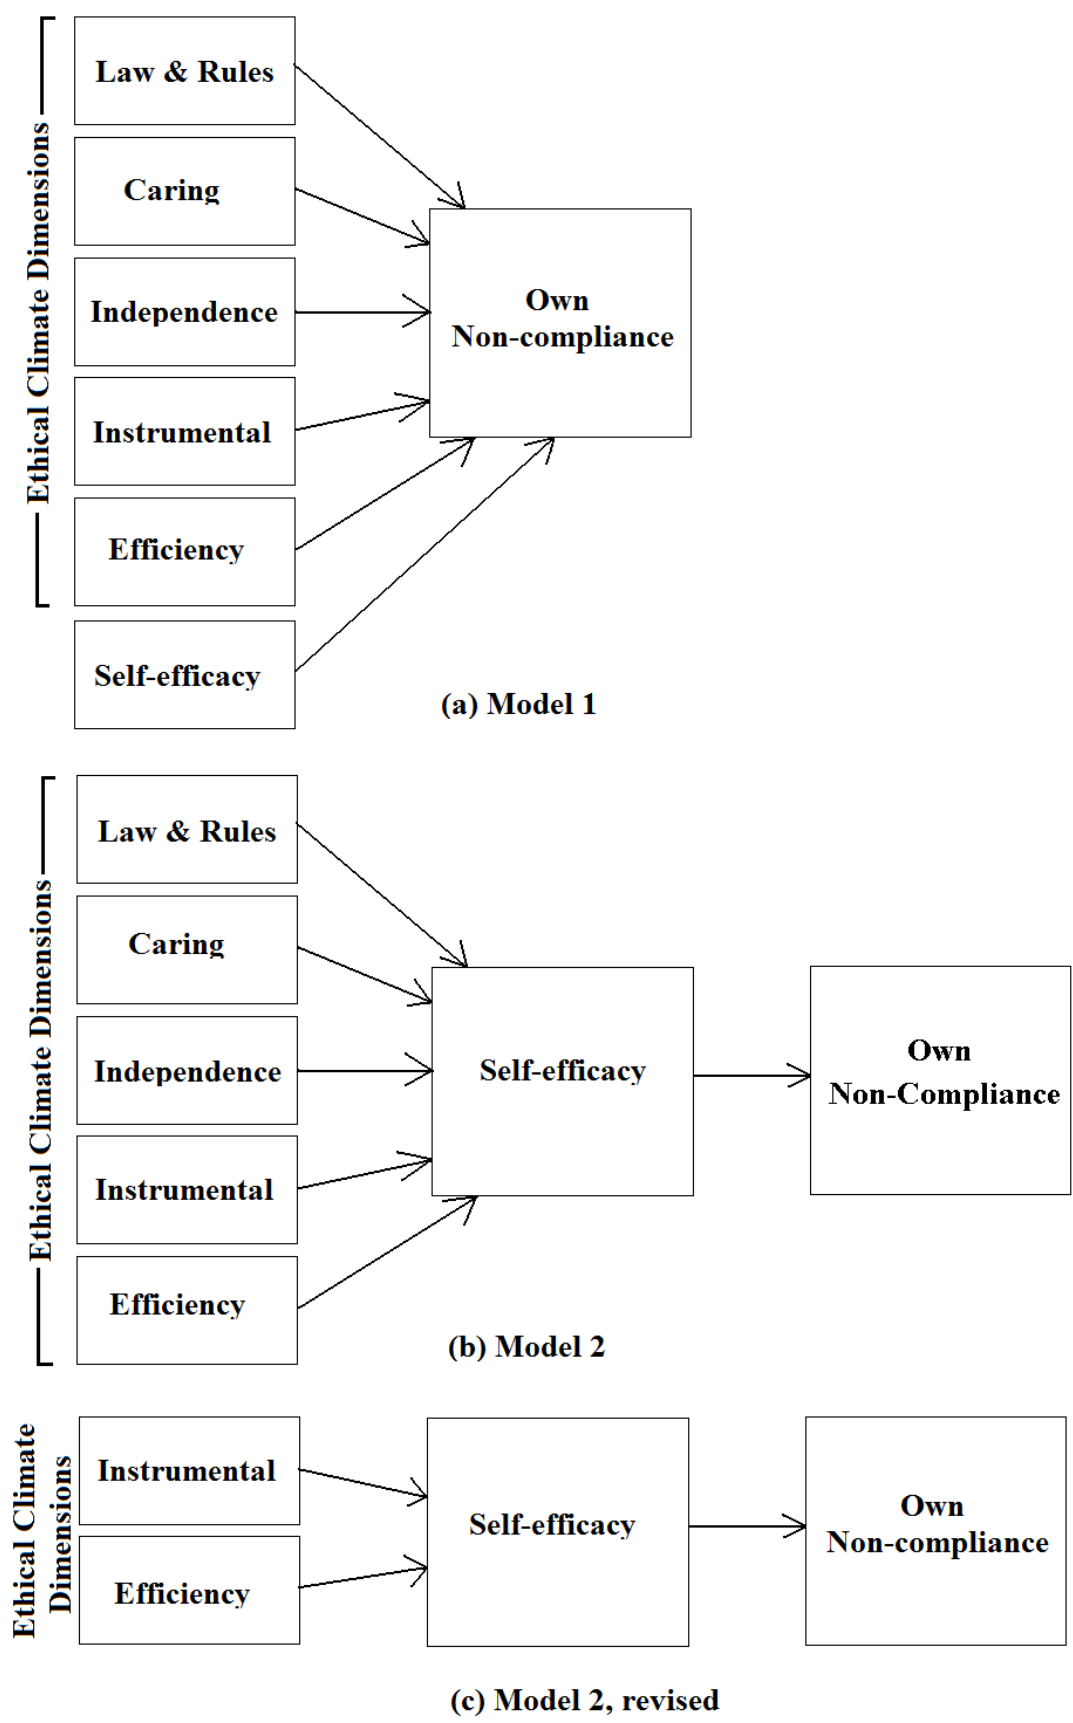 Ethical Climate Dimensions
Law & Rules
Caring
Independence
Instrumental
Efficiency
Self-efficacy
Own
Non-compliance
(a) Model 1
Ethical Climate Dimensions
Law & Rules
Caring
Independence
Instrumental
Efficiency
Self-efficacy
Own
Non-Compliance
(b) Model 2
Ethical Climate
Dimensions
Instrumental
Efficiency
Self-efficacy
Own
Non-compliance
(c) Model 2, revised